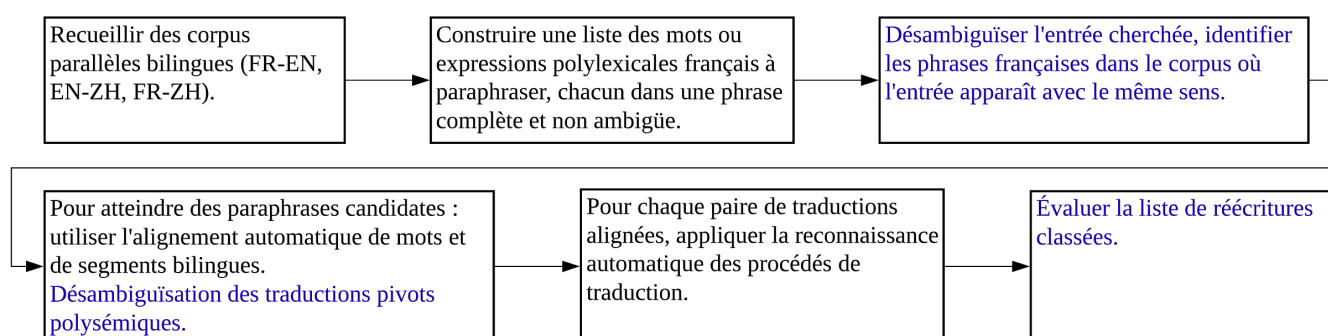 Recueillir des corpus
parallèles bilingues (FR-EN,
EN-ZH, FR-ZH).
Construire une liste des mots ou
expressions polylexicales français à
paraphraser, chacun dans une phrase
complète et non ambigüe.
Désambiguïser l'entrée cherchée, identifier
les phrases françaises dans le corpus où
l'entrée apparaît avec le même sens.
Pour atteindre des paraphrases candidates :
utiliser l'alignement automatique de mots et
de segments bilingues.
Désambiguïsation des traductions pivots
polysémiques.
Pour chaque paire de traductions
alignées, appliquer la reconnaissance
automatique des procédés de
traduction.
Évaluer la liste de réécritures
classées.